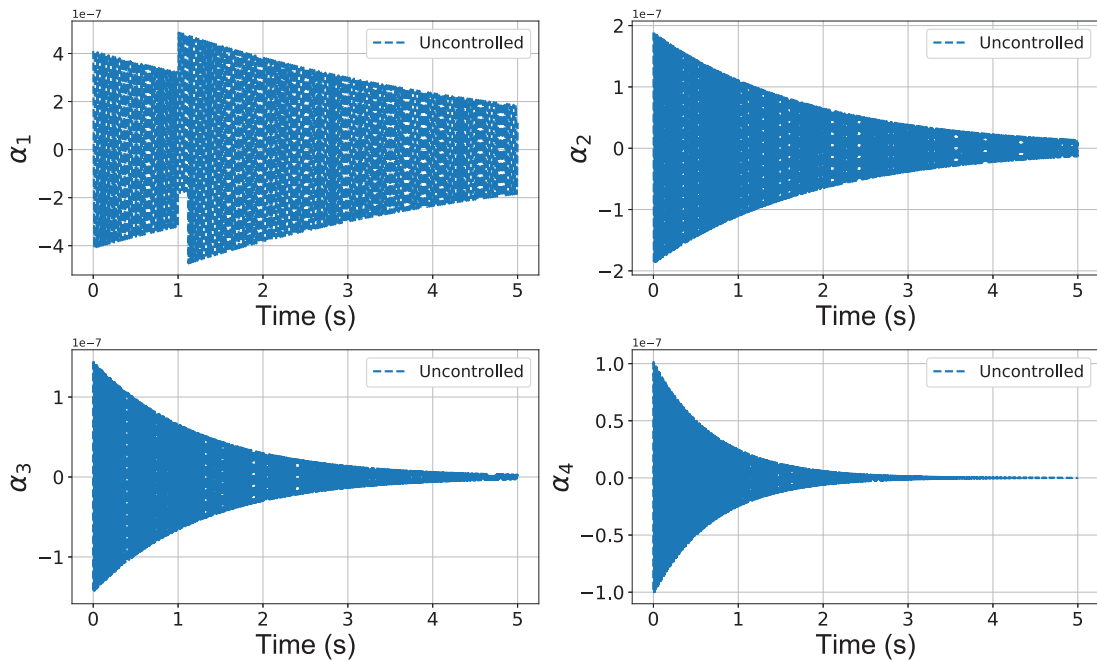 1e−7
Uncontrolled
α1
4
2
0
−2
−4
0 1 2 3 4 5
Time (s)
1e−7
Uncontrolled
α2
2
1
0
−1
−2
0 1 2 3 4 5
Time (s)
1e−7
Uncontrolled
α3
1
0
−1
0 1 2 3 4 5
Time (s)
1e−7
Uncontrolled
α4
1.0
0.5
0.0
−0.5
−1.0
0 1 2 3 4 5
Time (s)